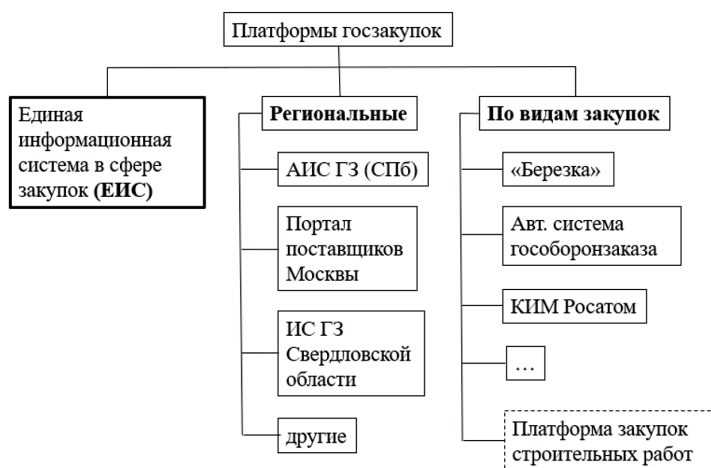 Платформы госзакупок
Единая
информационная
система в сфере
закупок (ЕИС)
Региональные
АИС ГЗ (СПб)
Портал
поставщиков
Москвы
ИС ГЗ
Свердловской
области
другие
По видам закупок
«Березка»
Авт. система
гособоронзаказа
КИМ Росатом
…
Платформа закупок
строительных работ